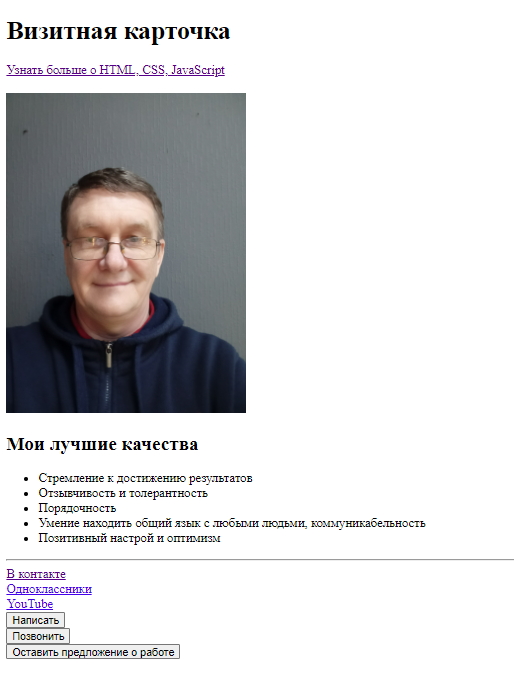 Визитная карточка
Узнать больше о HTML, CSS, JavaScript
Мои лучшие качества
Стремление к достижению результатов
Отзывчивость и толерантность
Порядочность
Умение находить общий язык с любыми людьми, коммуникабельность
Позитивный настрой и оптимизм
В контакте
Одноклассники
YouTube
Написать
Позвонить
Оставить предложение о работе